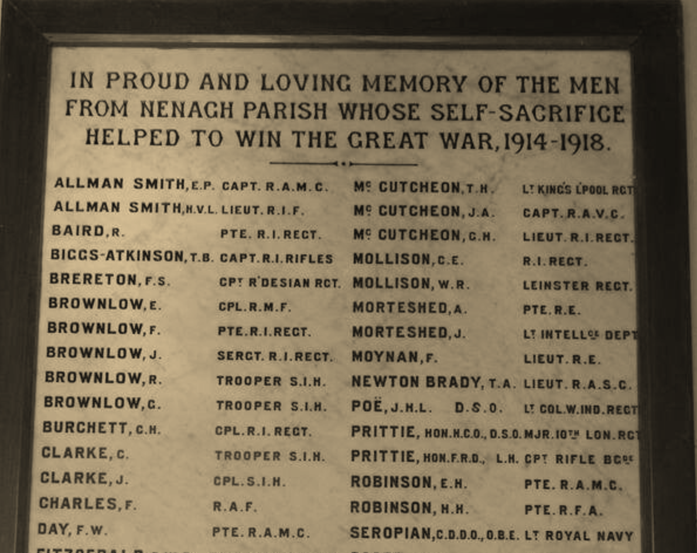 IN PROUD AND LOVING MEMORY OF THE MEN
FROM NENAGH PARISH WHOSE SELF-SACRIFICE
HELPED TO WIN THE GREAT WAR, 1914-1918.
ALLMAN SMITH, E.P. CAPT. R.A.M.C.
ALLMAN SMITH, H.V.L. LIEUT. R.I.F.
BAIRD, R. PTE. R.I.RECT.
BIGGS-ATKINSON, T.B. CAPT. R.I.RIFLES
BRERETON, F.S. CPT R'DESIAN RGT.
BROWNLOW, E. CPL. R.M.F.
BROWNLOW, F. PTE. R.I.RECT.
BROWNLOW, J. SERGT. R.I.RECT.
BROWNLOW, R. TROOPER S.I.H.
BROWNLOW, G. TROOPER S.I.H.
BURCHETT, C.H. CPL. R.I. RECT.
CLARKE, C. TROOPER S.I.H.
CLARKE, J. CPL. S.I.H.
CHARLES, F. R.A.F.
DAY, F.W. PTE. R.A.M.C.
Mc CUTCHEON, T.H. LT KING'S L'POOL RGT
Mc CUTCHEON, J.A. CAPT. R.A.V.C.
Mc CUTCHEON, C.H. LIEUT. R.I.RECT.
MOLLISON, C.E. R.I. RECT.
MOLLISON, W.R. LEINSTER RECT.
MORTESHED, A. PTE. R.E.
MORTESHED, J. LT INTELLCE DEPT
MOYNAN, F. LIEUT. R.E.
NEWTON BRADY, T.A. LIEUT. R.A.S.C.
POË, J.H.L. D.S.O. LT COL. W.IND.RECT
PRITTIE, HON. H.C.O., D.S.O. MJR. 10TH LON. RGT
PRITTIE, HON. F.R.D., L.H. CPT RIFLE BGDE
ROBINSON, E.H. PTE. R.A.M.C.
ROBINSON, H.H. PTE. R.F.A.
SEROPIAN, C.D.D.O., O.B.E. LT ROYAL NAVY